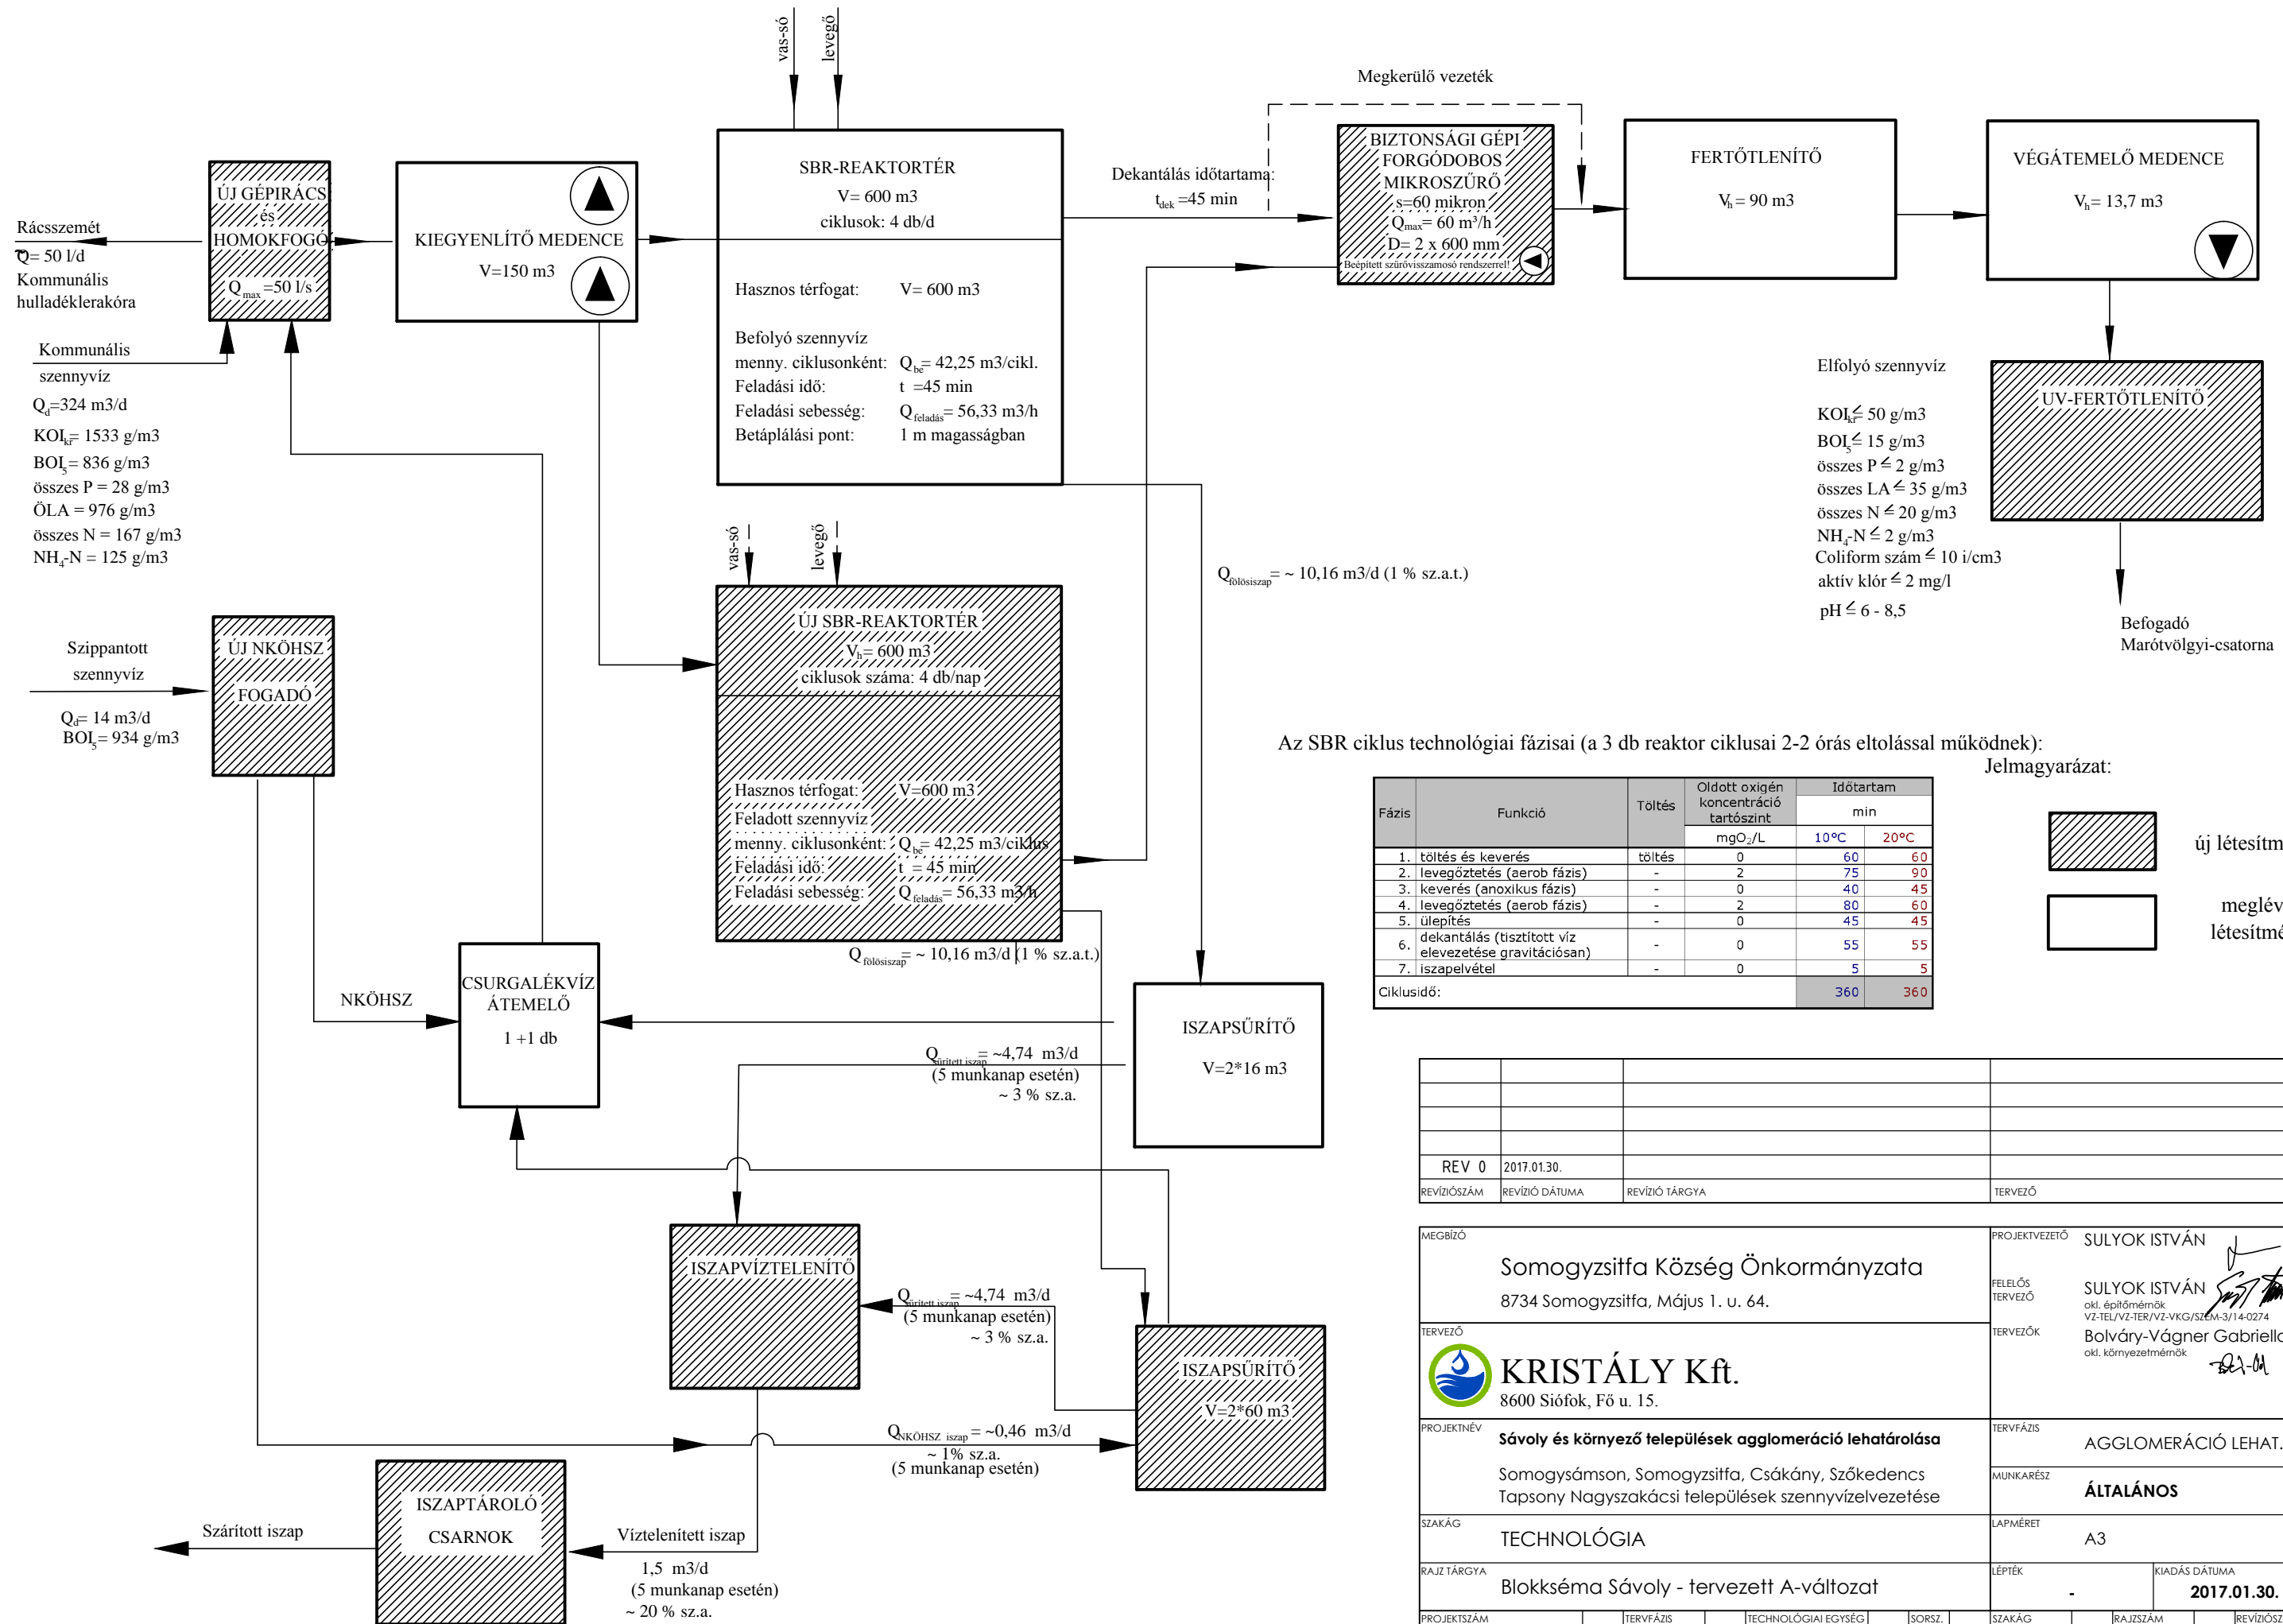 vas-só
levegő
Megkerülő vezeték
ÚJ GÉPIRÁCS
és
HOMOKFOGÓ
Qmax =50 l/s
Rácsszemét
Q= 50 l/d
Kommunális
hulladéklerakóra
KIEGYENLÍTŐ MEDENCE
V=150 m3
SBR-REAKTORTÉR
V= 600 m3
ciklusok: 4 db/d
Hasznos térfogat: V= 600 m3
Befolyó szennyvíz
menny. ciklusonként: Qbe= 42,25 m3/cikl.
Feladási idő: t =45 min
Feladási sebesség: Qfeladás= 56,33 m3/h
Betáplálási pont: 1 m magasságban
Dekantálás időtartama:
tdek =45 min
BIZTONSÁGI GÉPI
FORGÓDOBOS
MIKROSZŰRŐ
s=60 mikron
Qmax= 60 m³/h
D= 2 x 600 mm
Beépített szűrővisszamosó rendszerrel!
FERTŐTLENÍTŐ
Vh = 90 m3
VÉGÁTEMELŐ MEDENCE
Vh= 13,7 m3
Kommunális
szennyvíz
Qd=324 m3/d
KOIkr= 1533 g/m3
BOI5= 836 g/m3
összes P = 28 g/m3
ÖLA = 976 g/m3
összes N = 167 g/m3
NH4-N = 125 g/m3
Elfolyó szennyvíz
KOIkr≤ 50 g/m3
BOI5≤ 15 g/m3
összes P ≤ 2 g/m3
összes LA ≤ 35 g/m3
összes N ≤ 20 g/m3
NH4-N ≤ 2 g/m3
Coliform szám ≤ 10 i/cm3
aktív klór ≤ 2 mg/l
pH ≤ 6 - 8,5
UV-FERTŐTLENÍTŐ
Befogadó
Marótvölgyi-csatorna
vas-só
levegő
Qfölösiszap= ~ 10,16 m3/d (1 % sz.a.t.)
Szippantott
szennyvíz
Qd= 14 m3/d
BOI5= 934 g/m3
ÚJ NKÖHSZ
FOGADÓ
ÚJ SBR-REAKTORTÉR
Vh= 600 m3
ciklusok száma: 4 db/nap
Hasznos térfogat: V=600 m3
Feladott szennyvíz
menny. ciklusonként: Qbe= 42,25 m3/ciklus
Feladási idő: t = 45 min
Feladási sebesség: Qfeladás= 56,33 m3/h
Qfölösiszap= ~ 10,16 m3/d (1 % sz.a.t.)
Az SBR ciklus technológiai fázisai (a 3 db reaktor ciklusai 2-2 órás eltolással működnek):
Fázis Funkció Töltés Oldott oxigén koncentráció tartószint Időtartam
min
mgO2/L 10°C 20°C
1. töltés és keverés töltés 0 60 60
2. levegőztetés (aerob fázis) - 2 75 90
3. keverés (anoxikus fázis) - 0 40 45
4. levegőztetés (aerob fázis) - 2 80 60
5. ülepítés - 0 45 45
6. dekantálás (tisztított víz elevezetése gravitációsan) - 0 55 55
7. iszapelvétel - 0 5 5
Ciklusidő: 360 360
Jelmagyarázat:
új létesítm
meglév
létesítmé
NKÖHSZ
CSURGALÉKVÍZ
ÁTEMELŐ
1 +1 db
ISZAPSŰRÍTŐ
V=2*16 m3
Qsűrített iszap = ~4,74 m3/d
(5 munkanap esetén)
~ 3 % sz.a.
ISZAPVÍZTELENÍTŐ
Qsűrített iszap = ~4,74 m3/d
(5 munkanap esetén)
~ 3 % sz.a.
ISZAPSŰRÍTŐ
V=2*60 m3
QNKÖHSZ iszap = ~0,46 m3/d
~ 1% sz.a.
(5 munkanap esetén)
ISZAPTÁROLÓ
CSARNOK
Szárított iszap
Víztelenített iszap
1,5 m3/d
(5 munkanap esetén)
~ 20 % sz.a.
REV 0 2017.01.30.
REVÍZIÓSZÁM REVÍZIÓ DÁTUMA REVÍZIÓ TÁRGYA TERVEZŐ
MEGBÍZÓ
Somogyzsitfa Község Önkormányzata
8734 Somogyzsitfa, Május 1. u. 64.
PROJEKTVEZETŐ SULYOK ISTVÁN
FELELŐS TERVEZŐ SULYOK ISTVÁN
okl. építőmérnök
VZ-TEL/VZ-TER/VZ-VKG/SZÉM-3/14-0274
TERVEZŐ
KRISTÁLY Kft.
8600 Siófok, Fő u. 15.
TERVEZŐK Bolváry-Vágner Gabriella
okl. környezetmérnök
PROJEKTNÉV
Sávoly és környező települések agglomeráció lehatárolása
Somogysámson, Somogyzsitfa, Csákány, Szőkedencs
Tapsony Nagyszakácsi települések szennyvízelvezetése
TERVFÁZIS
AGGLOMERÁCIÓ LEHAT.
MUNKARÉSZ
ÁLTALÁNOS
SZAKÁG
TECHNOLÓGIA
LAPMÉRET
A3
RAJZ TÁRGYA
Blokkséma Sávoly - tervezett A-változat
LÉPTÉK
-
KIADÁS DÁTUMA
2017.01.30.
PROJEKTSZÁM TERVFÁZIS TECHNOLÓGIAI EGYSÉG SORSZ. SZAKÁG RAJZSZÁM REVÍZIÓSZ